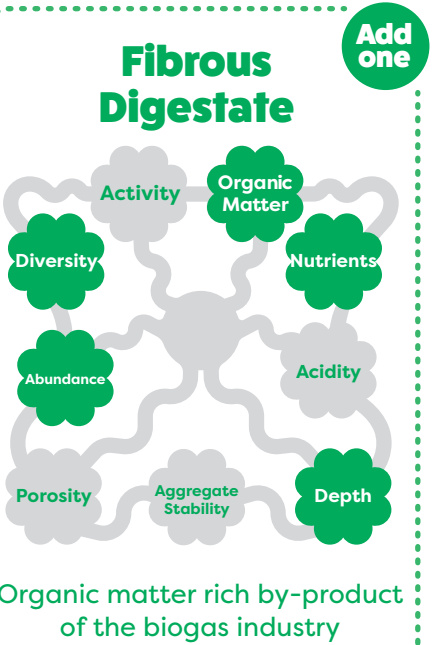 Add
one
Fibrous
Digestate
Activity
Organic
Matter
Diversity
Nutrients
Abundance
Acidity
Porosity
Aggregate
Stability
Depth
Organic matter rich by-product
of the biogas industry